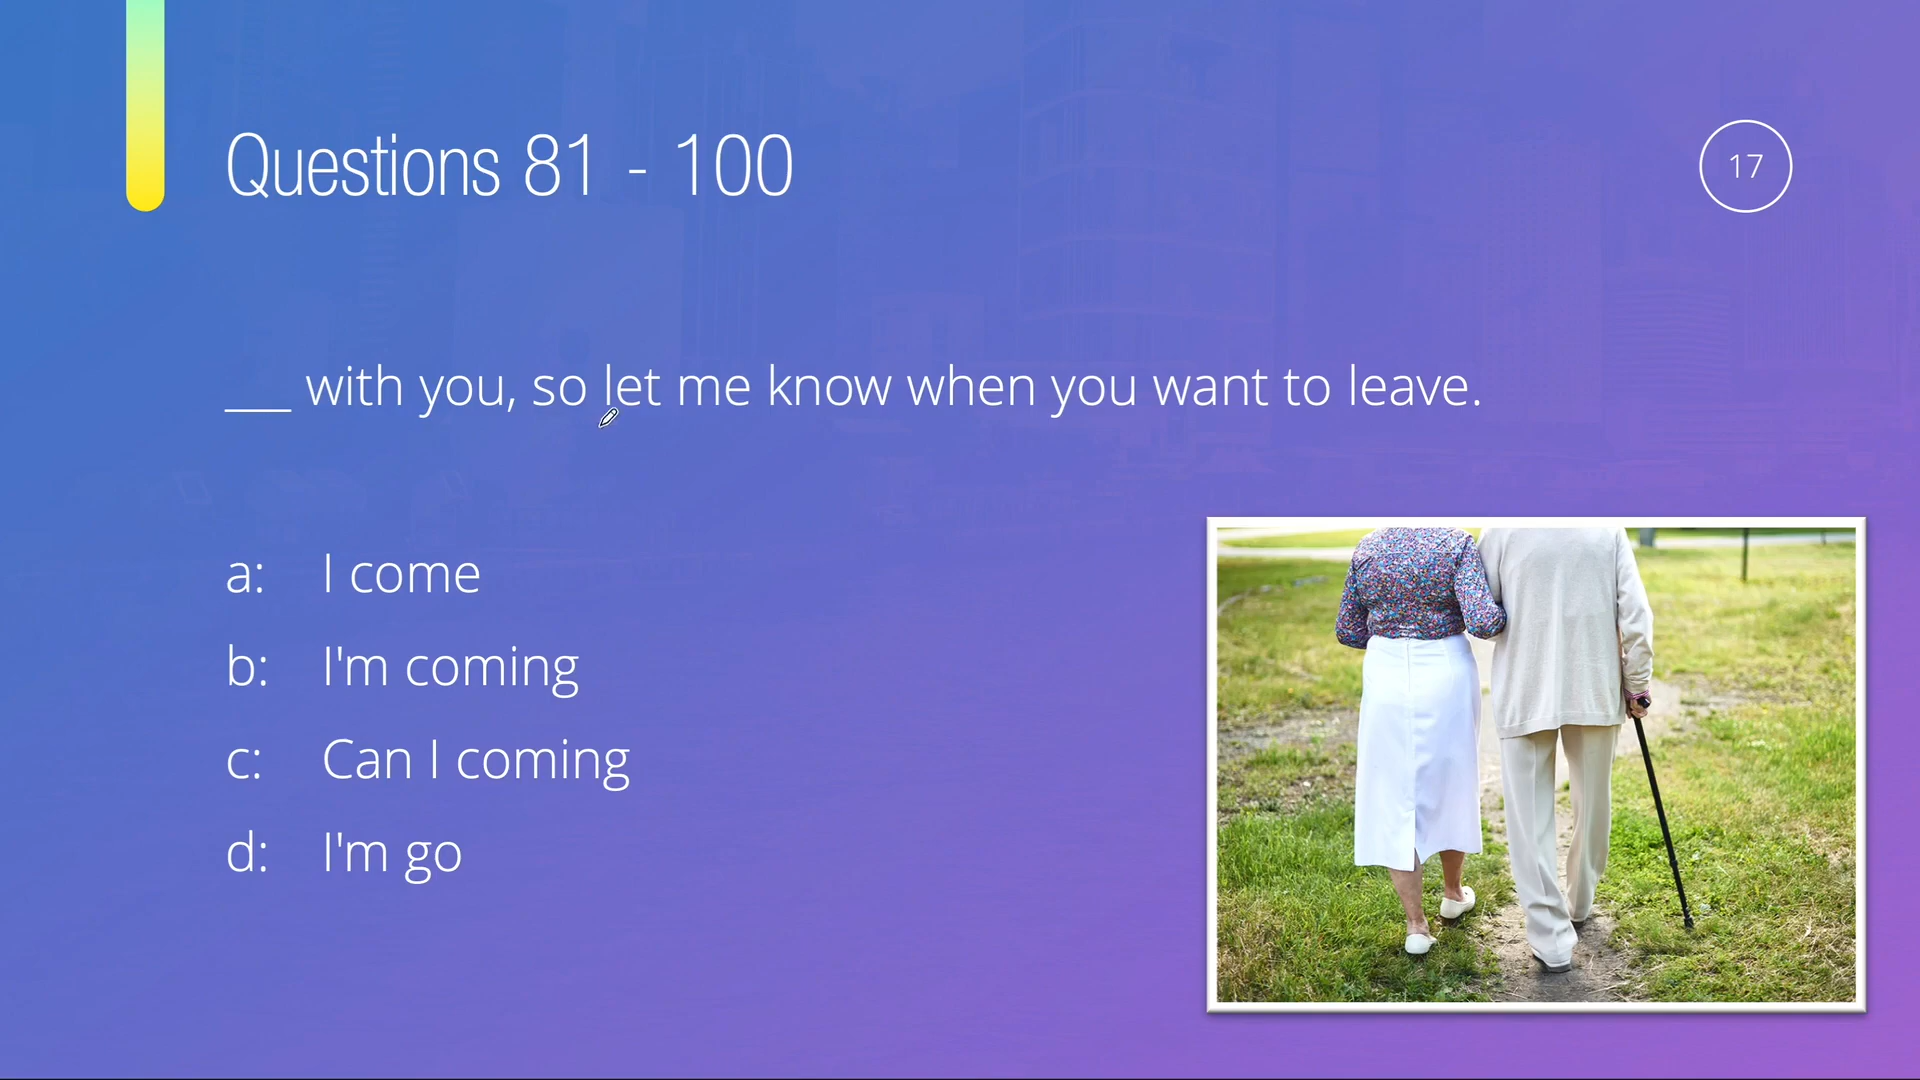 Questions 81 - 100
17
___ with you, so let me know when you want to leave.
a: I come
b: I'm coming
c: Can I coming
d: I'm go